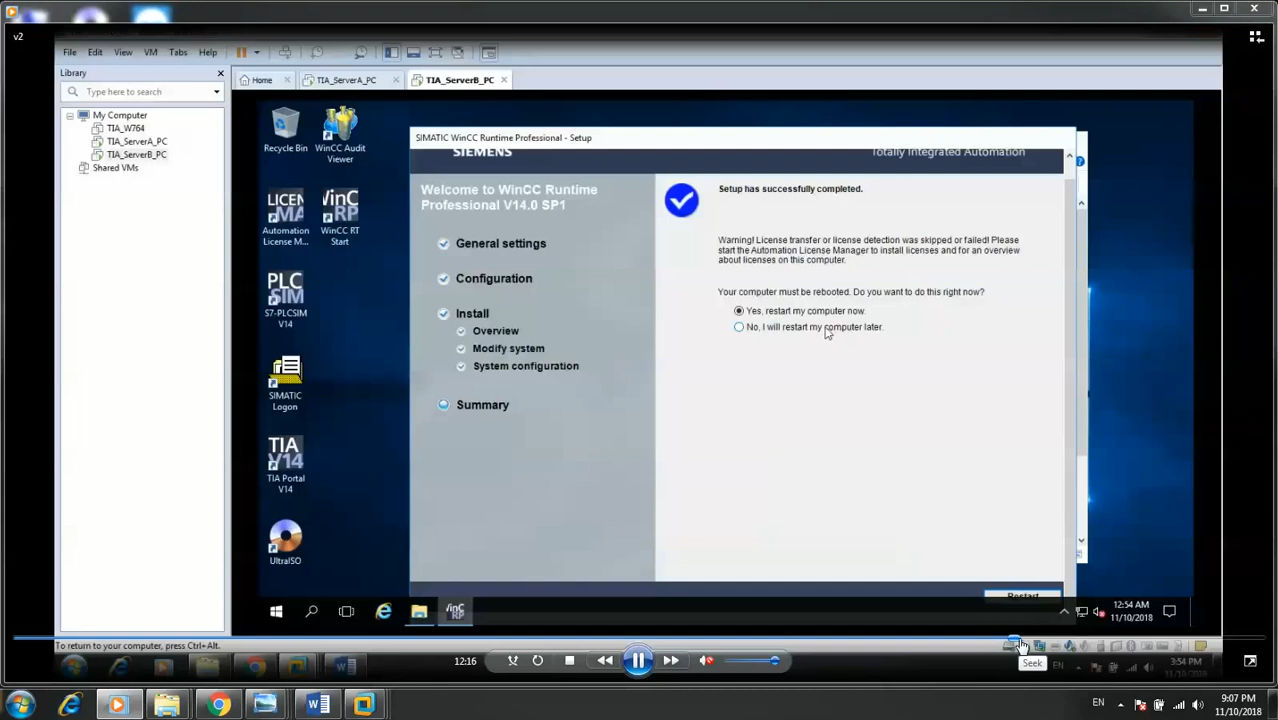 v2
File Edit View VM Tabs Help
Library
Type here to search
My Computer
TIA_W764
TIA_ServerA_PC
TIA_ServerB_PC
Shared VMs
Home
TIA_ServerA_PC
TIA_ServerB_PC
Recycle Bin
WinCC Audit
Viewer
Automation
License M...
WinCC RT
Start
S7-PLCSIM
V14
SIMATIC
Logon
TIA Portal
V14
UltraISO
SIMATIC WinCC Runtime Professional - Setup
SIEMENS
Totally Integrated Automation
Welcome to WinCC Runtime
Professional V14.0 SP1
General settings
Configuration
Install
Overview
Modify system
System configuration
Summary
Setup has successfully completed.
Warning! License transfer or license detection was skipped or failed! Please
start the Automation License Manager to install licenses and for an overview
about licenses on this computer.
Your computer must be rebooted. Do you want to do this right now?
Yes, restart my computer now.
No, I will restart my computer later.
Restart
12:54 AM
11/10/2018
To return to your computer, press Ctrl+Alt.
12:16
Seek
EN
3:54 PM
11/10/2018
EN
9:07 PM
11/10/2018